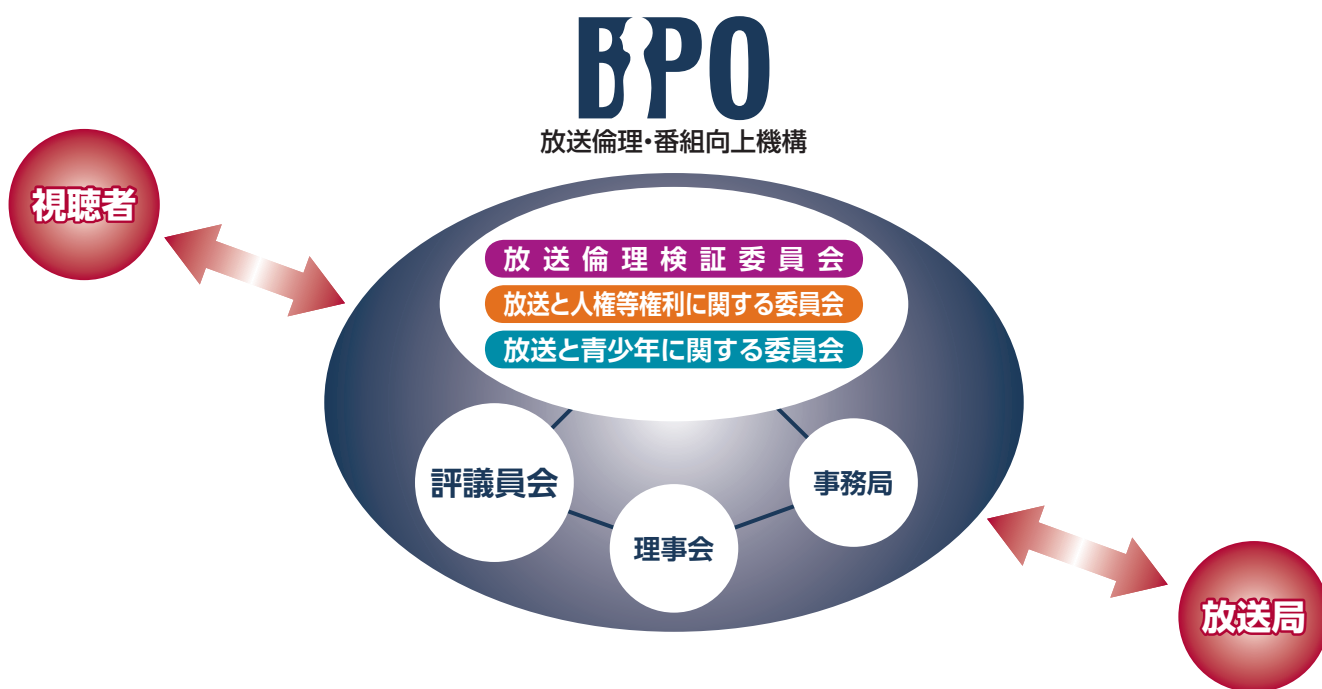 BPO
放送倫理・番組向上機構
視聴者
放送倫理検証委員会
放送と人権等権利に関する委員会
放送と青少年に関する委員会
評議員会
事務局
理事会
放送局